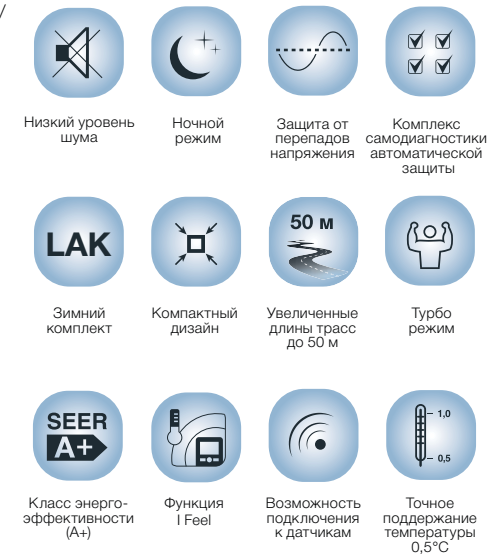 Низкий уровень
шума
Ночной
режим
Защита от
перепадов
напряжения
Комплекс
самодиагностики
автоматической
защиты
LAK
Зимний
комплект
Компактный
дизайн
50 м
Увеличенные
длины трасс
до 50 м
Турбо
режим
SEER
A+
Класс энерго-
эффективности
(A+)
Функция
I Feel
Возможность
подключения
к датчикам
1,0
0,5
Точное
поддержание
температуры
0,5°C